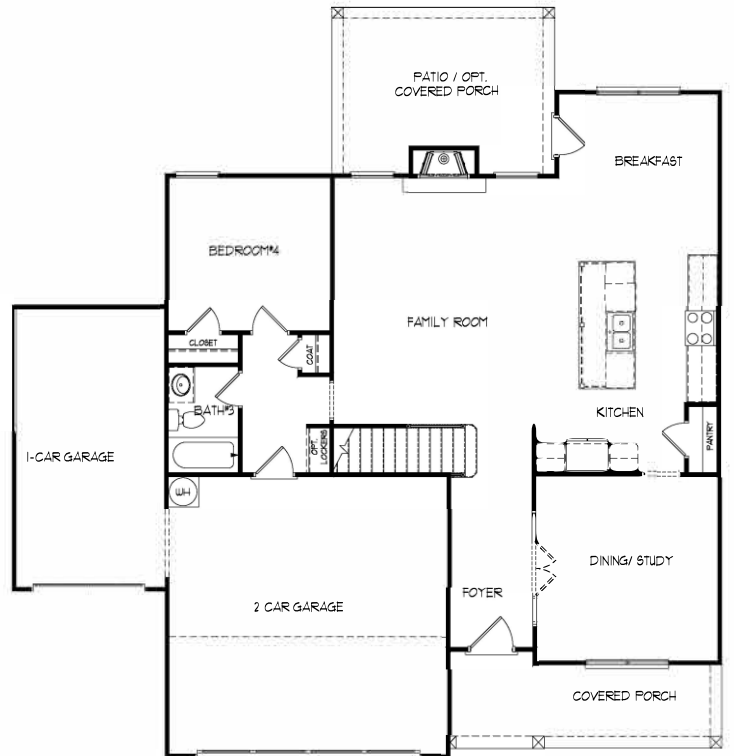 PATIO / OPT.
COVERED PORCH
BREAKFAST
BEDROOM#4
FAMILY ROOM
CLOSET
COAT
BATH#3
KITCHEN
PANTRY
OPT.
LOCKERS
1-CAR GARAGE
WH
DINING/ STUDY
FOYER
2 CAR GARAGE
COVERED PORCH